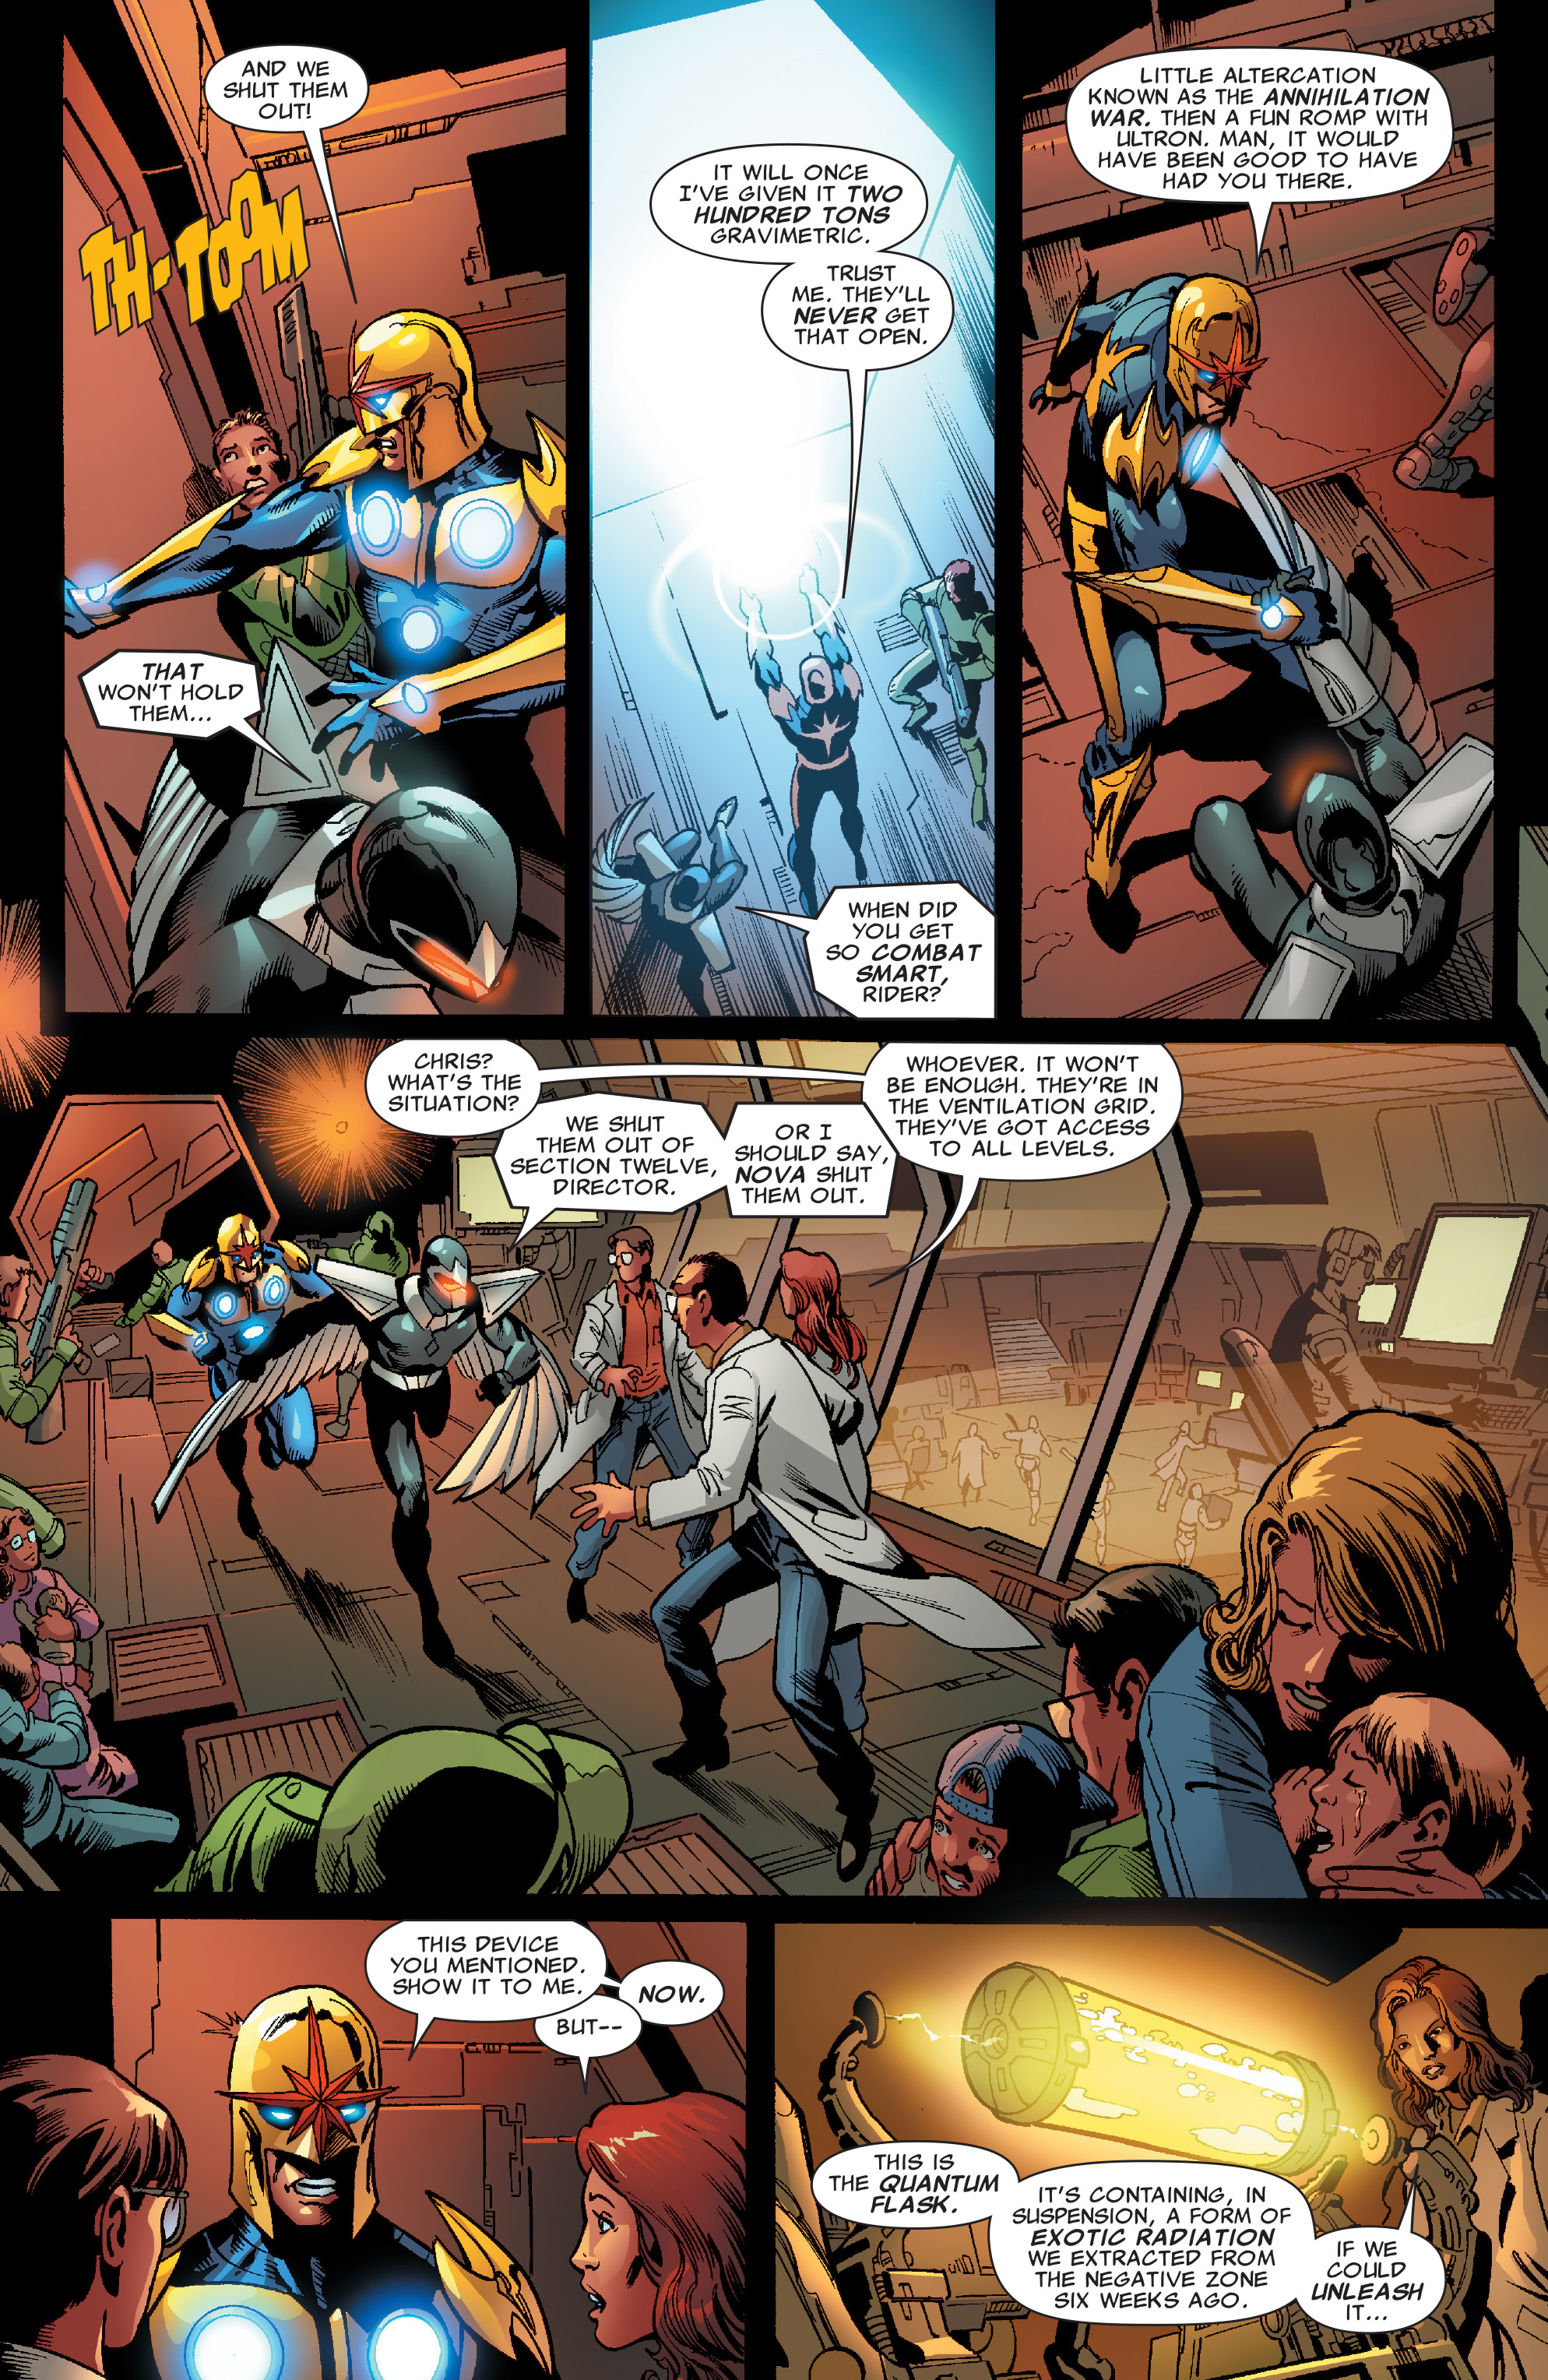 AND WE
SHUT THEM
OUT!
TH-TOOM
THAT
WON'T HOLD
THEM...
IT WILL ONCE
I'VE GIVEN IT TWO
HUNDRED TONS
GRAVIMETRIC.
TRUST
ME. THEY'LL
NEVER GET
THAT OPEN.
WHEN DID
YOU GET
SO COMBAT
SMART,
RIDER?
LITTLE ALTERCATION
KNOWN AS THE ANNIHILATION
WAR. THEN A FUN ROMP WITH
ULTRON. MAN, IT WOULD
HAVE BEEN GOOD TO HAVE
HAD YOU THERE.
CHRIS?
WHAT'S THE
SITUATION?
WE SHUT
THEM OUT OF
SECTION TWELVE,
DIRECTOR.
OR I
SHOULD SAY,
NOVA SHUT
THEM OUT.
WHOEVER. IT WON'T
BE ENOUGH. THEY'RE IN
THE VENTILATION GRID.
THEY'VE GOT ACCESS
TO ALL LEVELS.
THIS DEVICE
YOU MENTIONED.
SHOW IT TO ME.
BUT--
NOW.
THIS IS
THE QUANTUM
FLASK.
IT'S CONTAINING, IN
SUSPENSION, A FORM OF
EXOTIC RADIATION
WE EXTRACTED FROM
THE NEGATIVE ZONE
SIX WEEKS AGO.
IF WE
COULD
UNLEASH
IT...